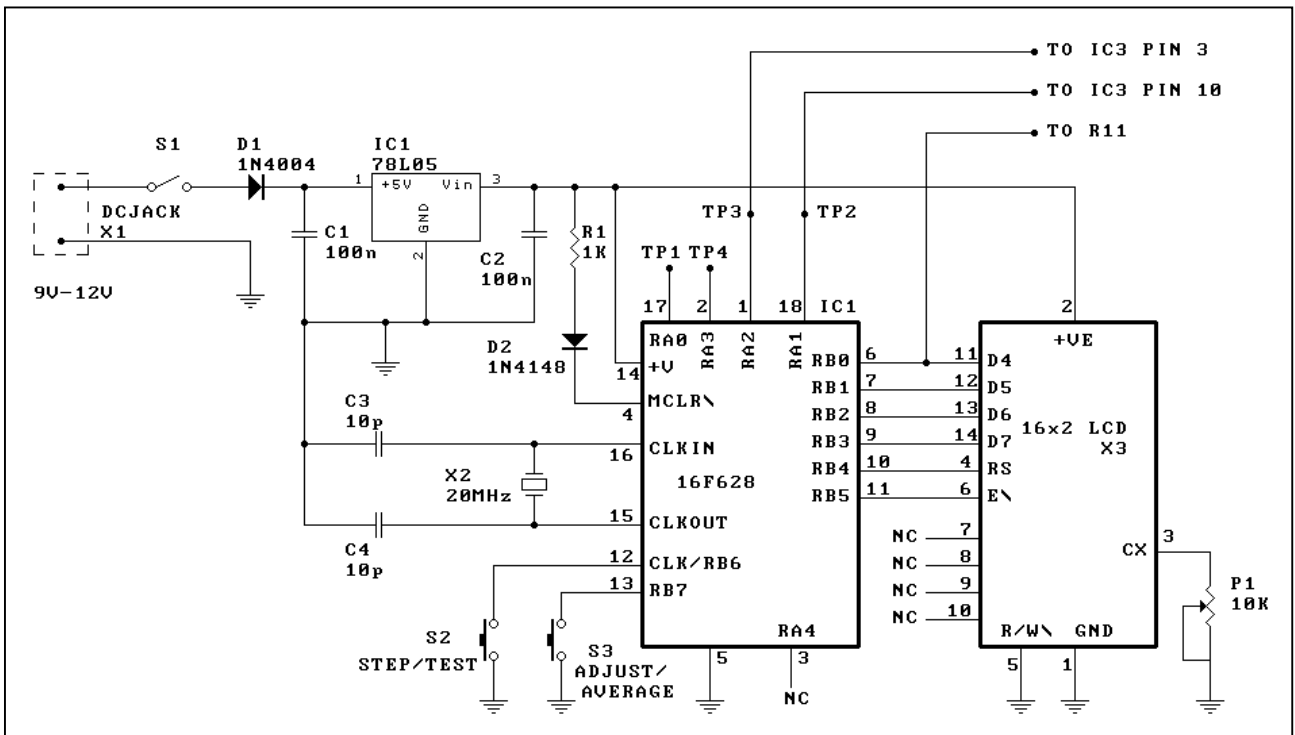 TO IC3 PIN 3
TO IC3 PIN 10
TO R11
S1
D1
1N4004
IC1
78L05
1
+5V
Vin
3
GND
2
DCJACK
X1
9V-12V
C1
100n
C2
100n
R1
1K
TP3
TP2
TP1
TP4
17
2
1
18
IC1
2
RA0
RA3
RA2
RA1
+VE
D2
1N4148
14
+V
4
MCLR\
RB0
6
11
D4
RB1
7
12
D5
RB2
8
13
D6
RB3
9
14
D7
RB4
10
4
RS
RB5
11
6
E\
16x2 LCD
X3
C3
10p
16
CLKIN
X2
20MHz
16F628
15
CLKOUT
C4
10p
12
CLK/RB6
13
RB7
NC
7
NC
8
NC
9
NC
10
CX
3
P1
10K
S2
STEP/TEST
S3
ADJUST/
AVERAGE
RA4
5
3
NC
R/W\
GND
5
1